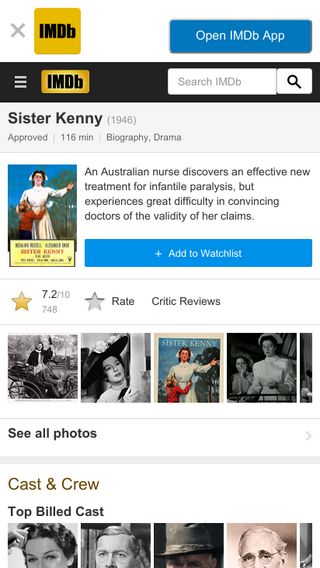 IMDb
Open IMDb App
IMDb
Search IMDb
Sister Kenny (1946)
Approved | 116 min | Biography, Drama
An Australian nurse discovers an effective new
treatment for infantile paralysis, but
experiences great difficulty in convincing
doctors of the validity of her claims.
ROSALIND RUSSELL ALEXANDER KNOX
SISTER KENNY
+ Add to Watchlist
7.2/10
748
Rate
Critic Reviews
SISTER KENNY
See all photos
Cast & Crew
Top Billed Cast